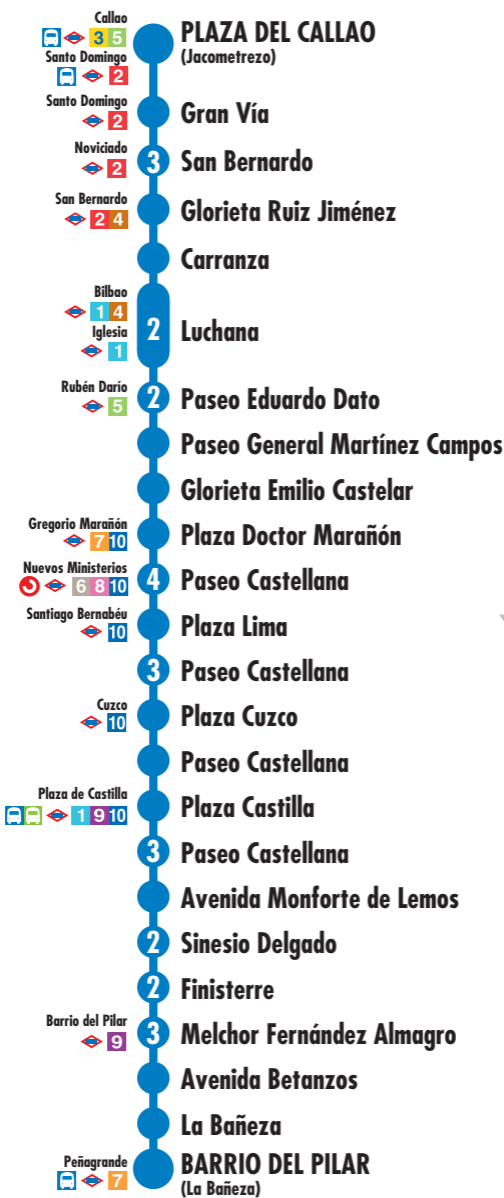 Callao
3 5
PLAZA DEL CALLAO
(Jacometrezo)
Santo Domingo
2
Santo Domingo
2
Gran Vía
Noviciado
2
3
San Bernardo
San Bernardo
2 4
Glorieta Ruiz Jiménez
Carranza
Bilbao
1 4
Iglesia
1
2
Luchana
Rubén Darío
5
2
Paseo Eduardo Dato
Paseo General Martínez Campos
Glorieta Emilio Castelar
Gregorio Marañón
7 10
Plaza Doctor Marañón
Nuevos Ministerios
6 8 10
4
Paseo Castellana
Santiago Bernabéu
10
Plaza Lima
3
Paseo Castellana
Cuzco
10
Plaza Cuzco
Paseo Castellana
Plaza de Castilla
1 9 10
Plaza Castilla
3
Paseo Castellana
Avenida Monforte de Lemos
2
Sinesio Delgado
2
Finisterre
Barrio del Pilar
9
3
Melchor Fernández Almagro
Avenida Betanzos
La Bañeza
Peñagrande
7
BARRIO DEL PILAR
(La Bañeza)